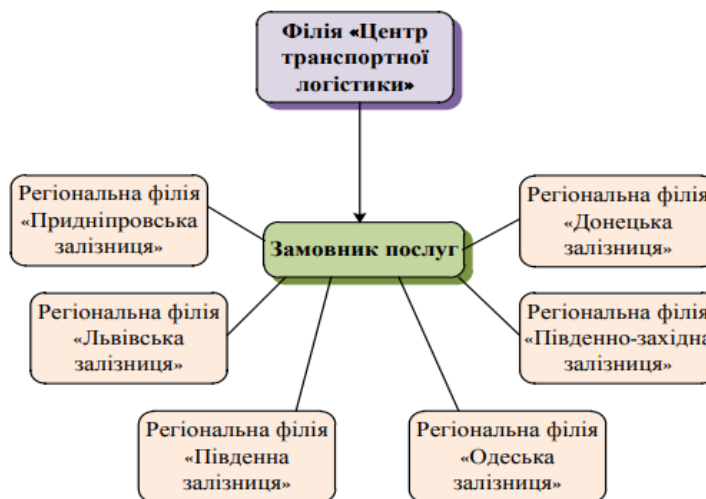 Філія «Центр
транспортної
логістики»
Регіональна філія
«Придніпровська
залізниця»
Регіональна філія
«Донецька
залізниця»
Замовник послуг
Регіональна філія
«Львівська
залізниця»
Регіональна філія
«Південно-західна
залізниця»
Регіональна філія
«Південна
залізниця»
Регіональна філія
«Одеська
залізниця»